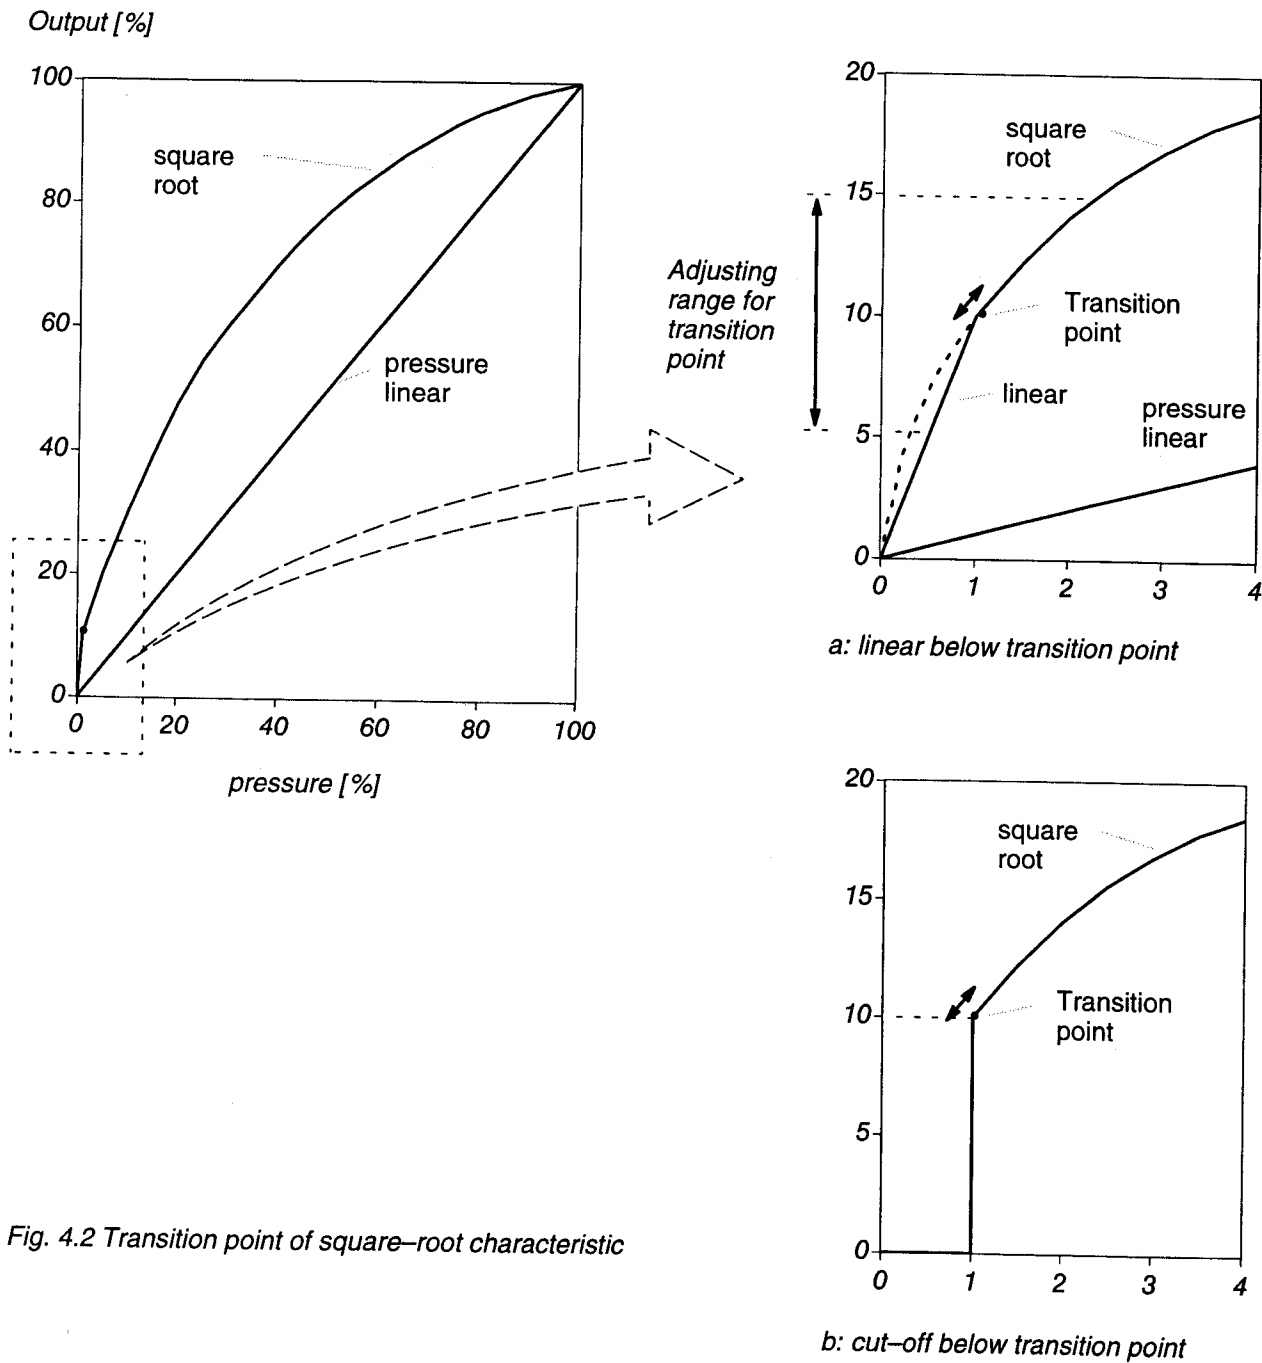 Output [%]
100
80
60
40
20
0
0 20 40 60 80 100
pressure [%]
square
root
pressure
linear
Adjusting
range for
transition
point
20
15
10
5
0
0 1 2 3 4
square
root
Transition
point
linear
pressure
linear
a: linear below transition point
20
15
10
5
0
0 1 2 3 4
square
root
Transition
point
b: cut–off below transition point
Fig. 4.2 Transition point of square–root characteristic